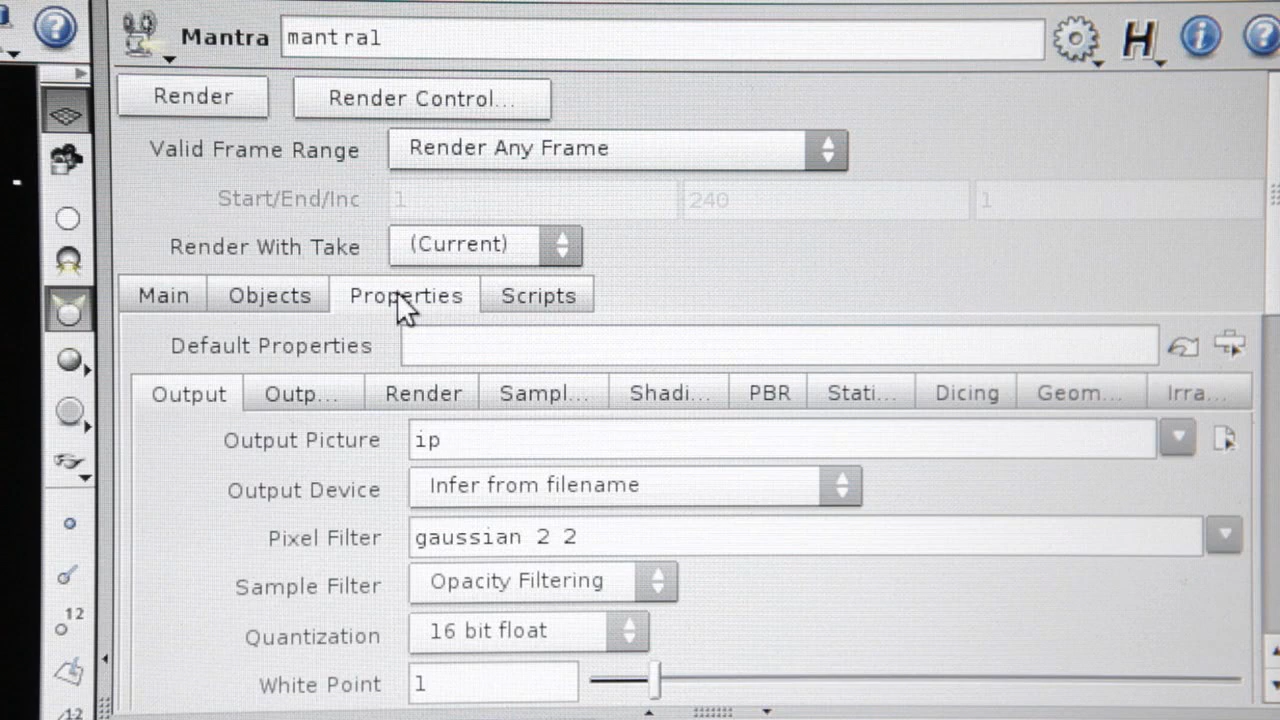 Mantra mantra1
Render Render Control...
Valid Frame Range Render Any Frame
Start/End/Inc 1 240 1
Render With Take (Current)
Main Objects Properties Scripts
Default Properties
Output Outp... Render Sampl... Shadi... PBR Stati... Dicing Geom... Irra...
Output Picture ip
Output Device Infer from filename
Pixel Filter gaussian 2 2
Sample Filter Opacity Filtering
Quantization 16 bit float
12
White Point 1
12